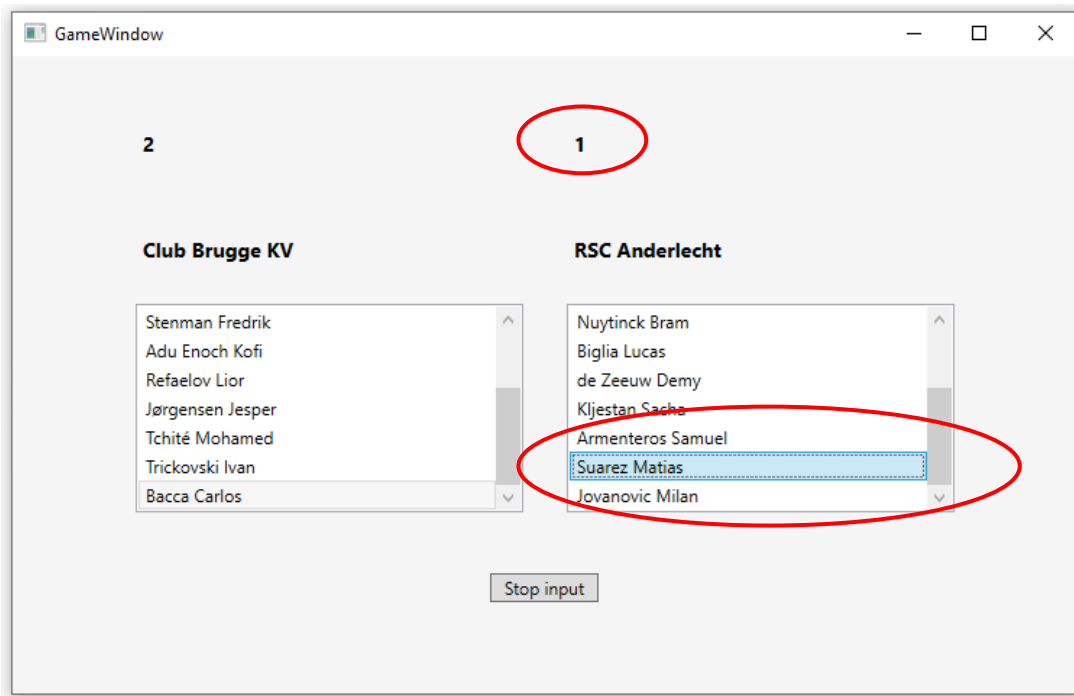 GameWindow
2
1
Club Brugge KV
RSC Anderlecht
Stenman Fredrik
Adu Enoch Kofi
Refaelov Lior
Jørgensen Jesper
Tchité Mohamed
Trickovski Ivan
Bacca Carlos
Nuytinck Bram
Biglia Lucas
de Zeeuw Demy
Kljestan Sacha
Armenteros Samuel
Suarez Matias
Jovanovic Milan
Stop input